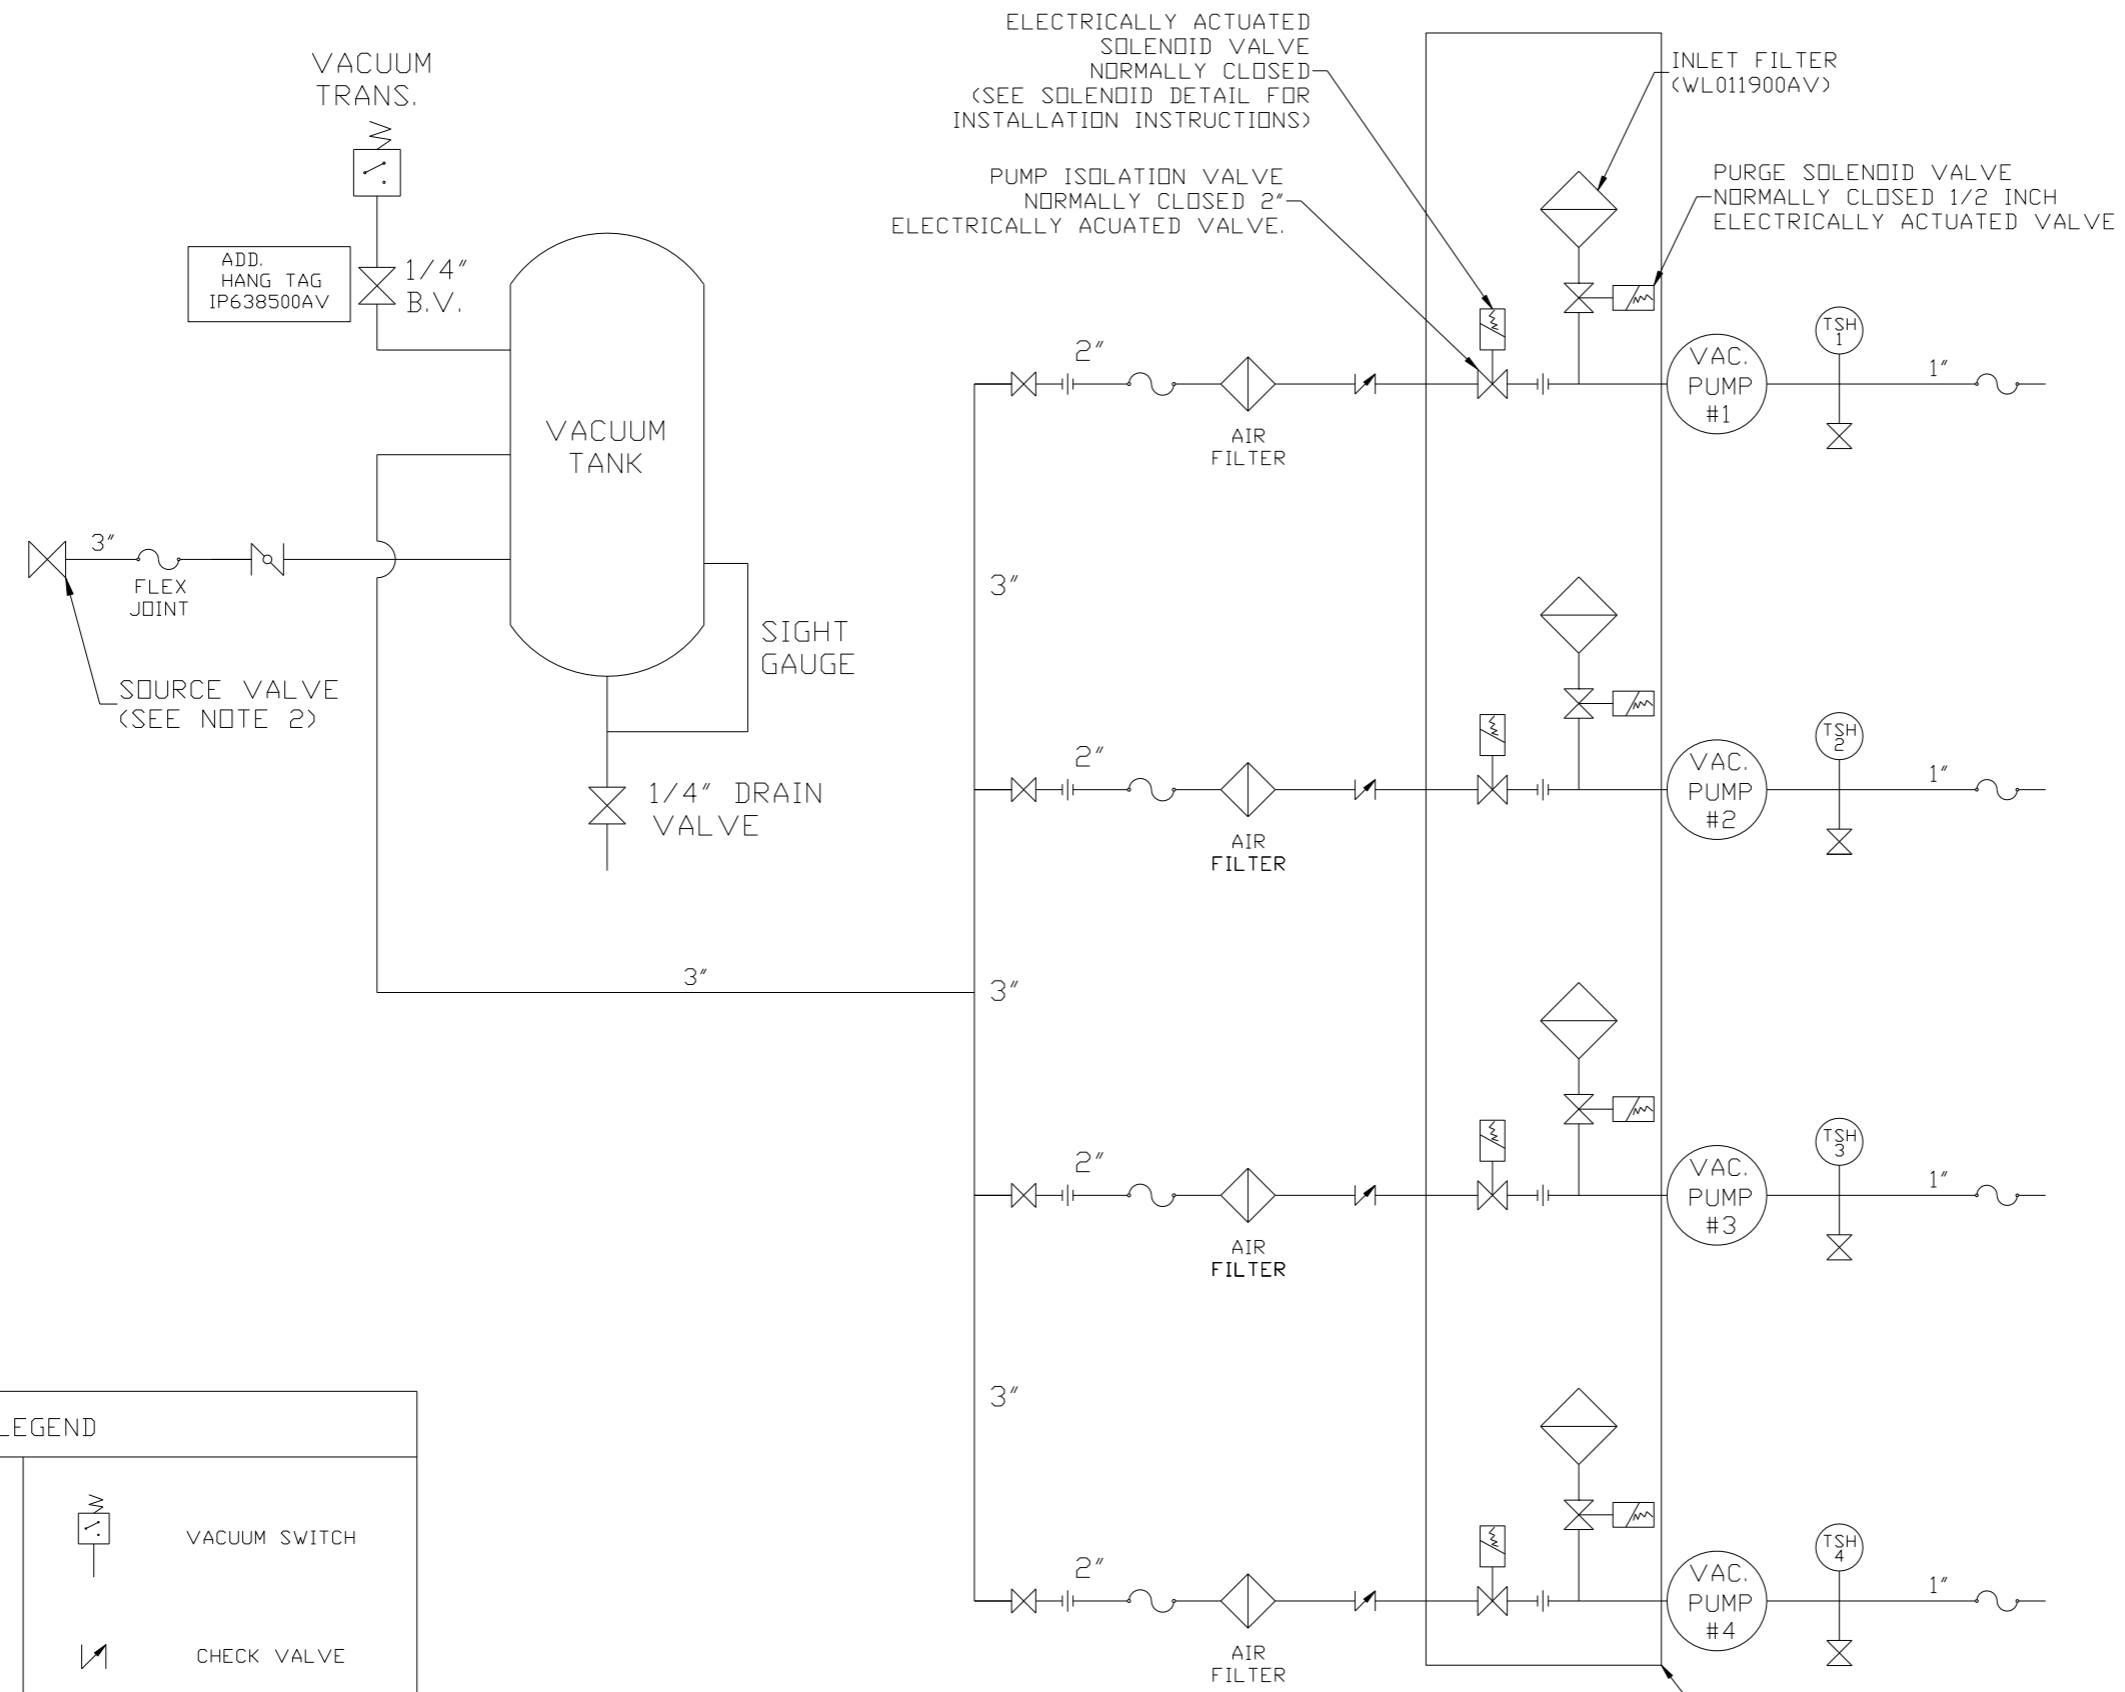 ELECTRICALLY ACTUATED
SOLENOID VALVE
NORMALLY CLOSED
(SEE SOLENOID DETAIL FOR
INSTALLATION INSTRUCTIONS)
INLET FILTER
(WL011900AV)
VACUUM
TRANS.
PUMP ISOLATION VALVE
NORMALLY CLOSED 2"
ELECTRICALLY ACUATED VALVE.
PURGE SOLENOID VALVE
NORMALLY CLOSED 1/2 INCH
ELECTRICALLY ACTUATED VALVE
ADD.
HANG TAG
IP638500AV
1/4"
B.V.
VACUUM
TANK
2"
AIR
FILTER
VAC.
PUMP
#1
TSH
1
1"
3"
FLEX
JOINT
SOURCE VALVE
(SEE NOTE 2)
SIGHT
GAUGE
1/4" DRAIN
VALVE
3"
2"
AIR
FILTER
VAC.
PUMP
#2
TSH
2
1"
3"
3"
2"
AIR
FILTER
VAC.
PUMP
#3
TSH
3
1"
3"
2"
AIR
FILTER
VAC.
PUMP
#4
TSH
4
1"
LEGEND
VACUUM SWITCH
CHECK VALVE